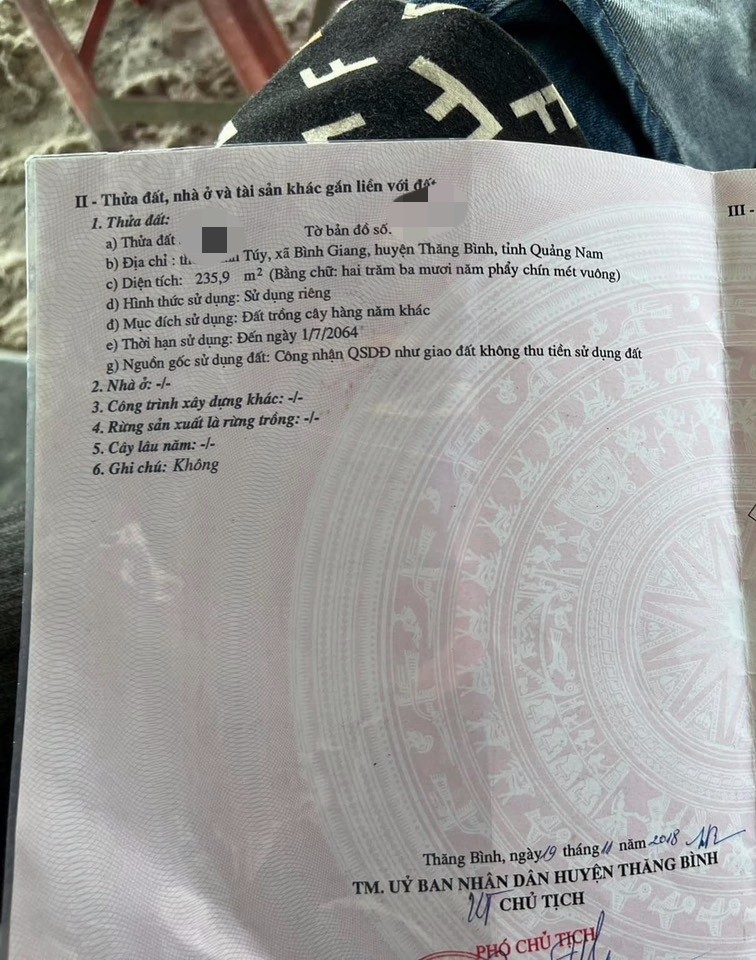 II - Thửa đất, nhà ở và tài sản khác gắn liền với đất
III -
1. Thửa đất:
a) Thửa đất Tờ bản đồ số.
b) Địa chỉ : Túy, xã Bình Giang, huyện Thăng Bình, tỉnh Quảng Nam
c) Diện tích: 235,9 m² (Bằng chữ: hai trăm ba mươi năm phẩy chín mét vuông)
d) Hình thức sử dụng: Sử dụng riêng
đ) Mục đích sử dụng: Đất trồng cây hàng năm khác
e) Thời hạn sử dụng: Đến ngày 1/7/2064
g) Nguồn gốc sử dụng đất: Công nhận QSDĐ như giao đất không thu tiền sử dụng đất
2. Nhà ở: -/-
3. Công trình xây dựng khác: -/-
4. Rừng sản xuất là rừng trồng: -/-
5. Cây lâu năm: -/-
6. Ghi chú: Không
Thăng Bình, ngày 19 tháng 11 năm 2018
TM. UỶ BAN NHÂN DÂN HUYỆN THĂNG BÌNH
KT CHỦ TỊCH
PHÓ CHỦ TỊCH